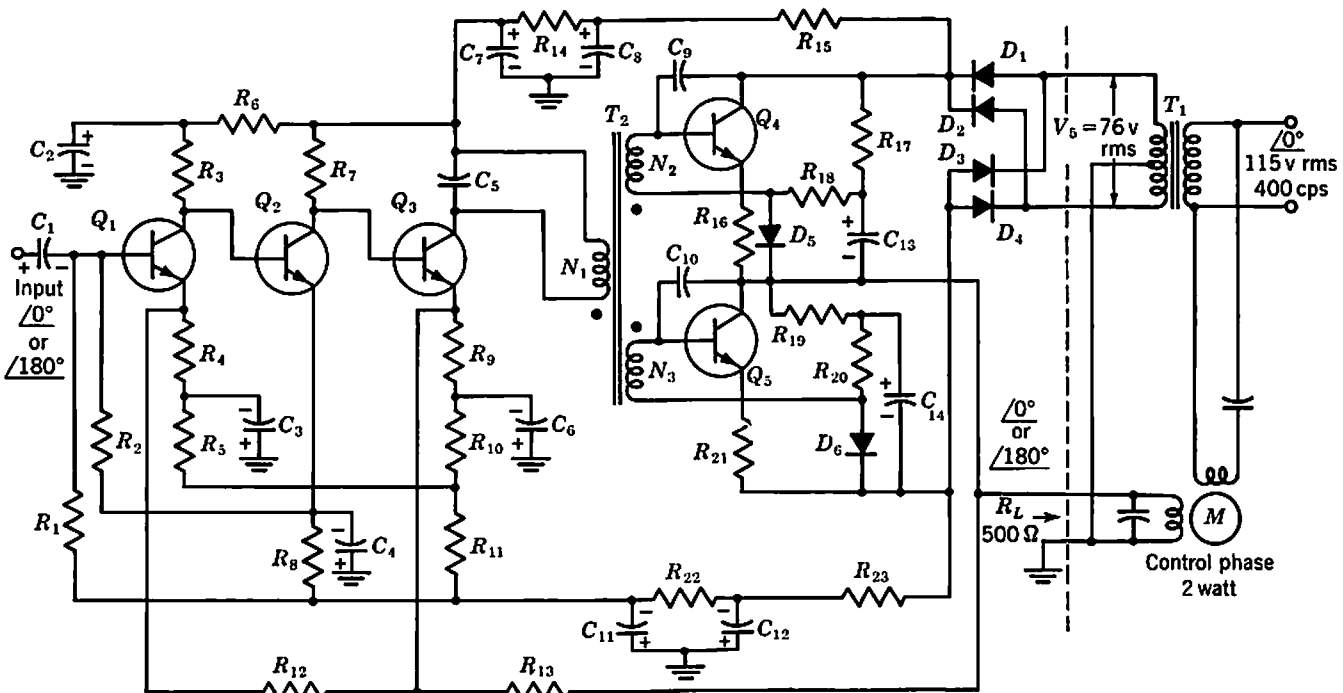 R14
R15
C7
C8
C9
D1
R6
T2
Q4
D2
V5 = 76 v
rms
T1
/0°
115 v rms
400 cps
C2
R3
R7
C5
N2
R17
D3
R18
D4
C1
Q1
Q2
Q3
R16
D5
C13
N1
C10
Input
/0°
or
/180°
R4
R9
N3
Q5
R19
R20
C14
R2
R5
C3
R10
C6
R21
D6
/0°
or
/180°
R1
R8
C4
R11
RL
500 Ω
M
Control phase
2 watt
R22
R23
C11
C12
R12
R13